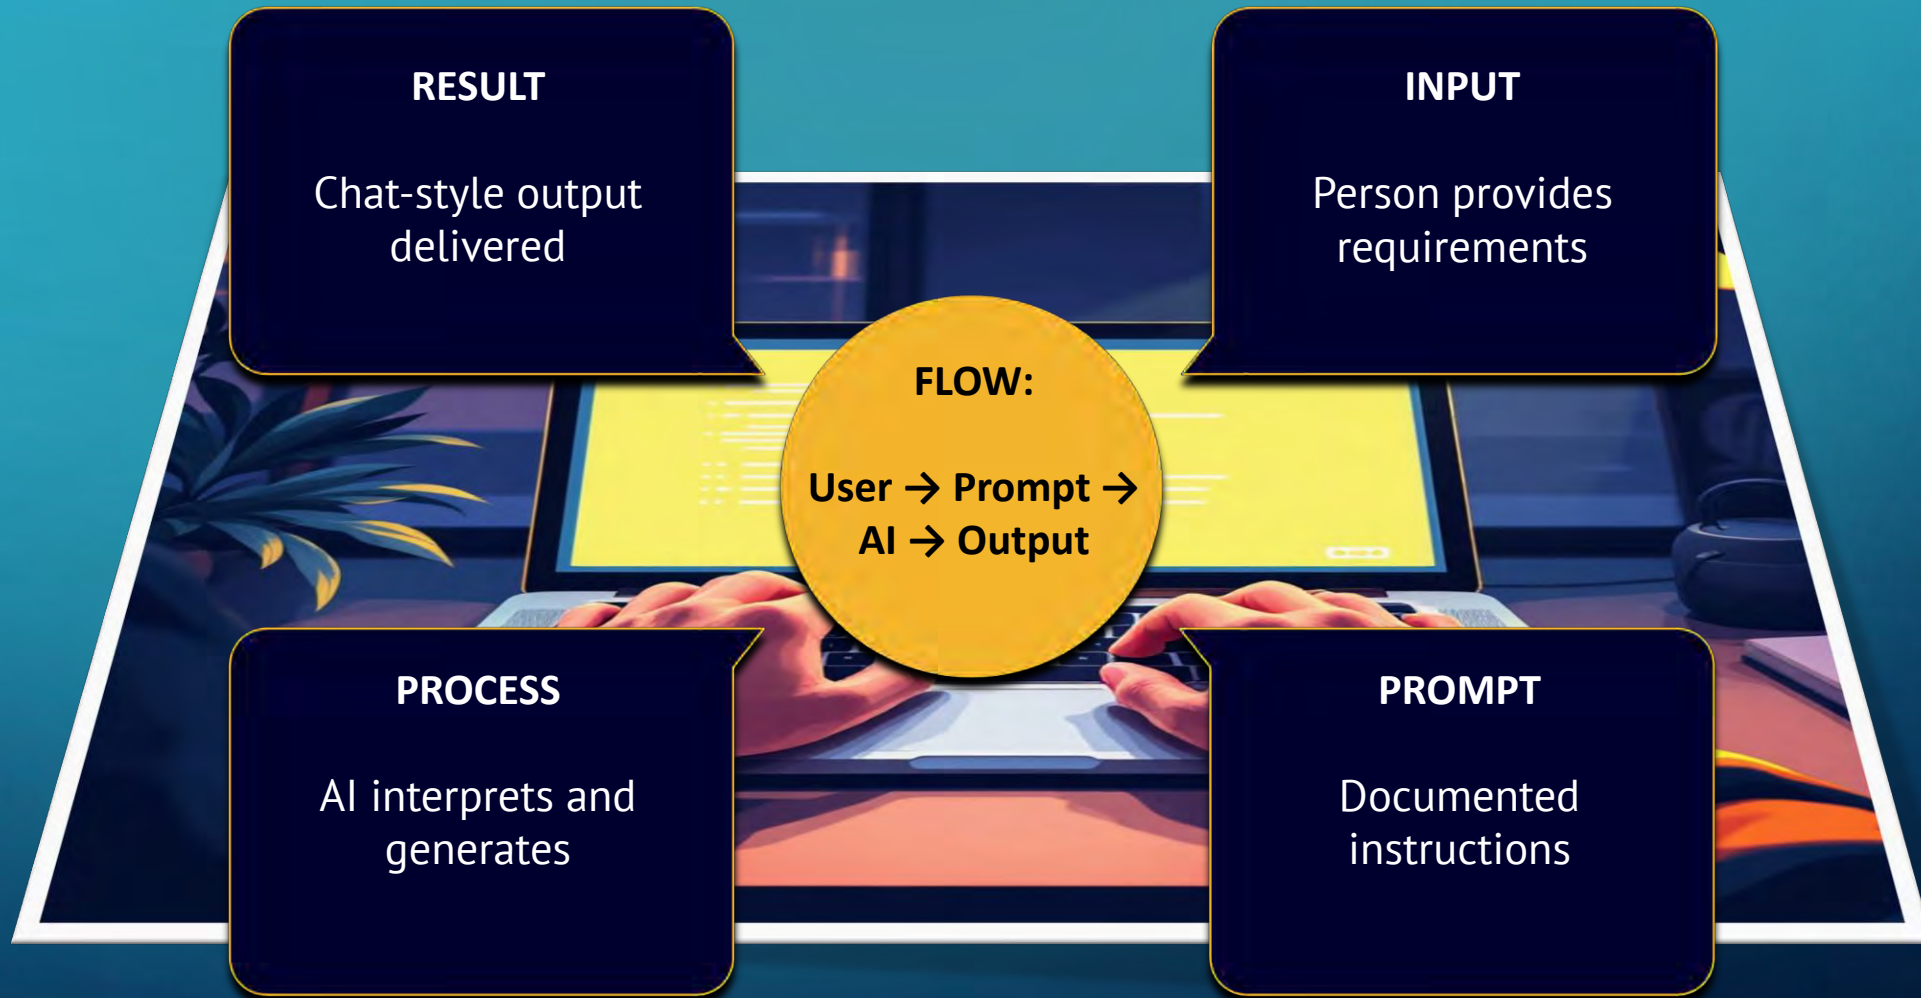 RESULT
Chat-style output
delivered
INPUT
Person provides
requirements
FLOW:
User → Prompt →
AI → Output
PROCESS
AI interprets and
generates
PROMPT
Documented
instructions